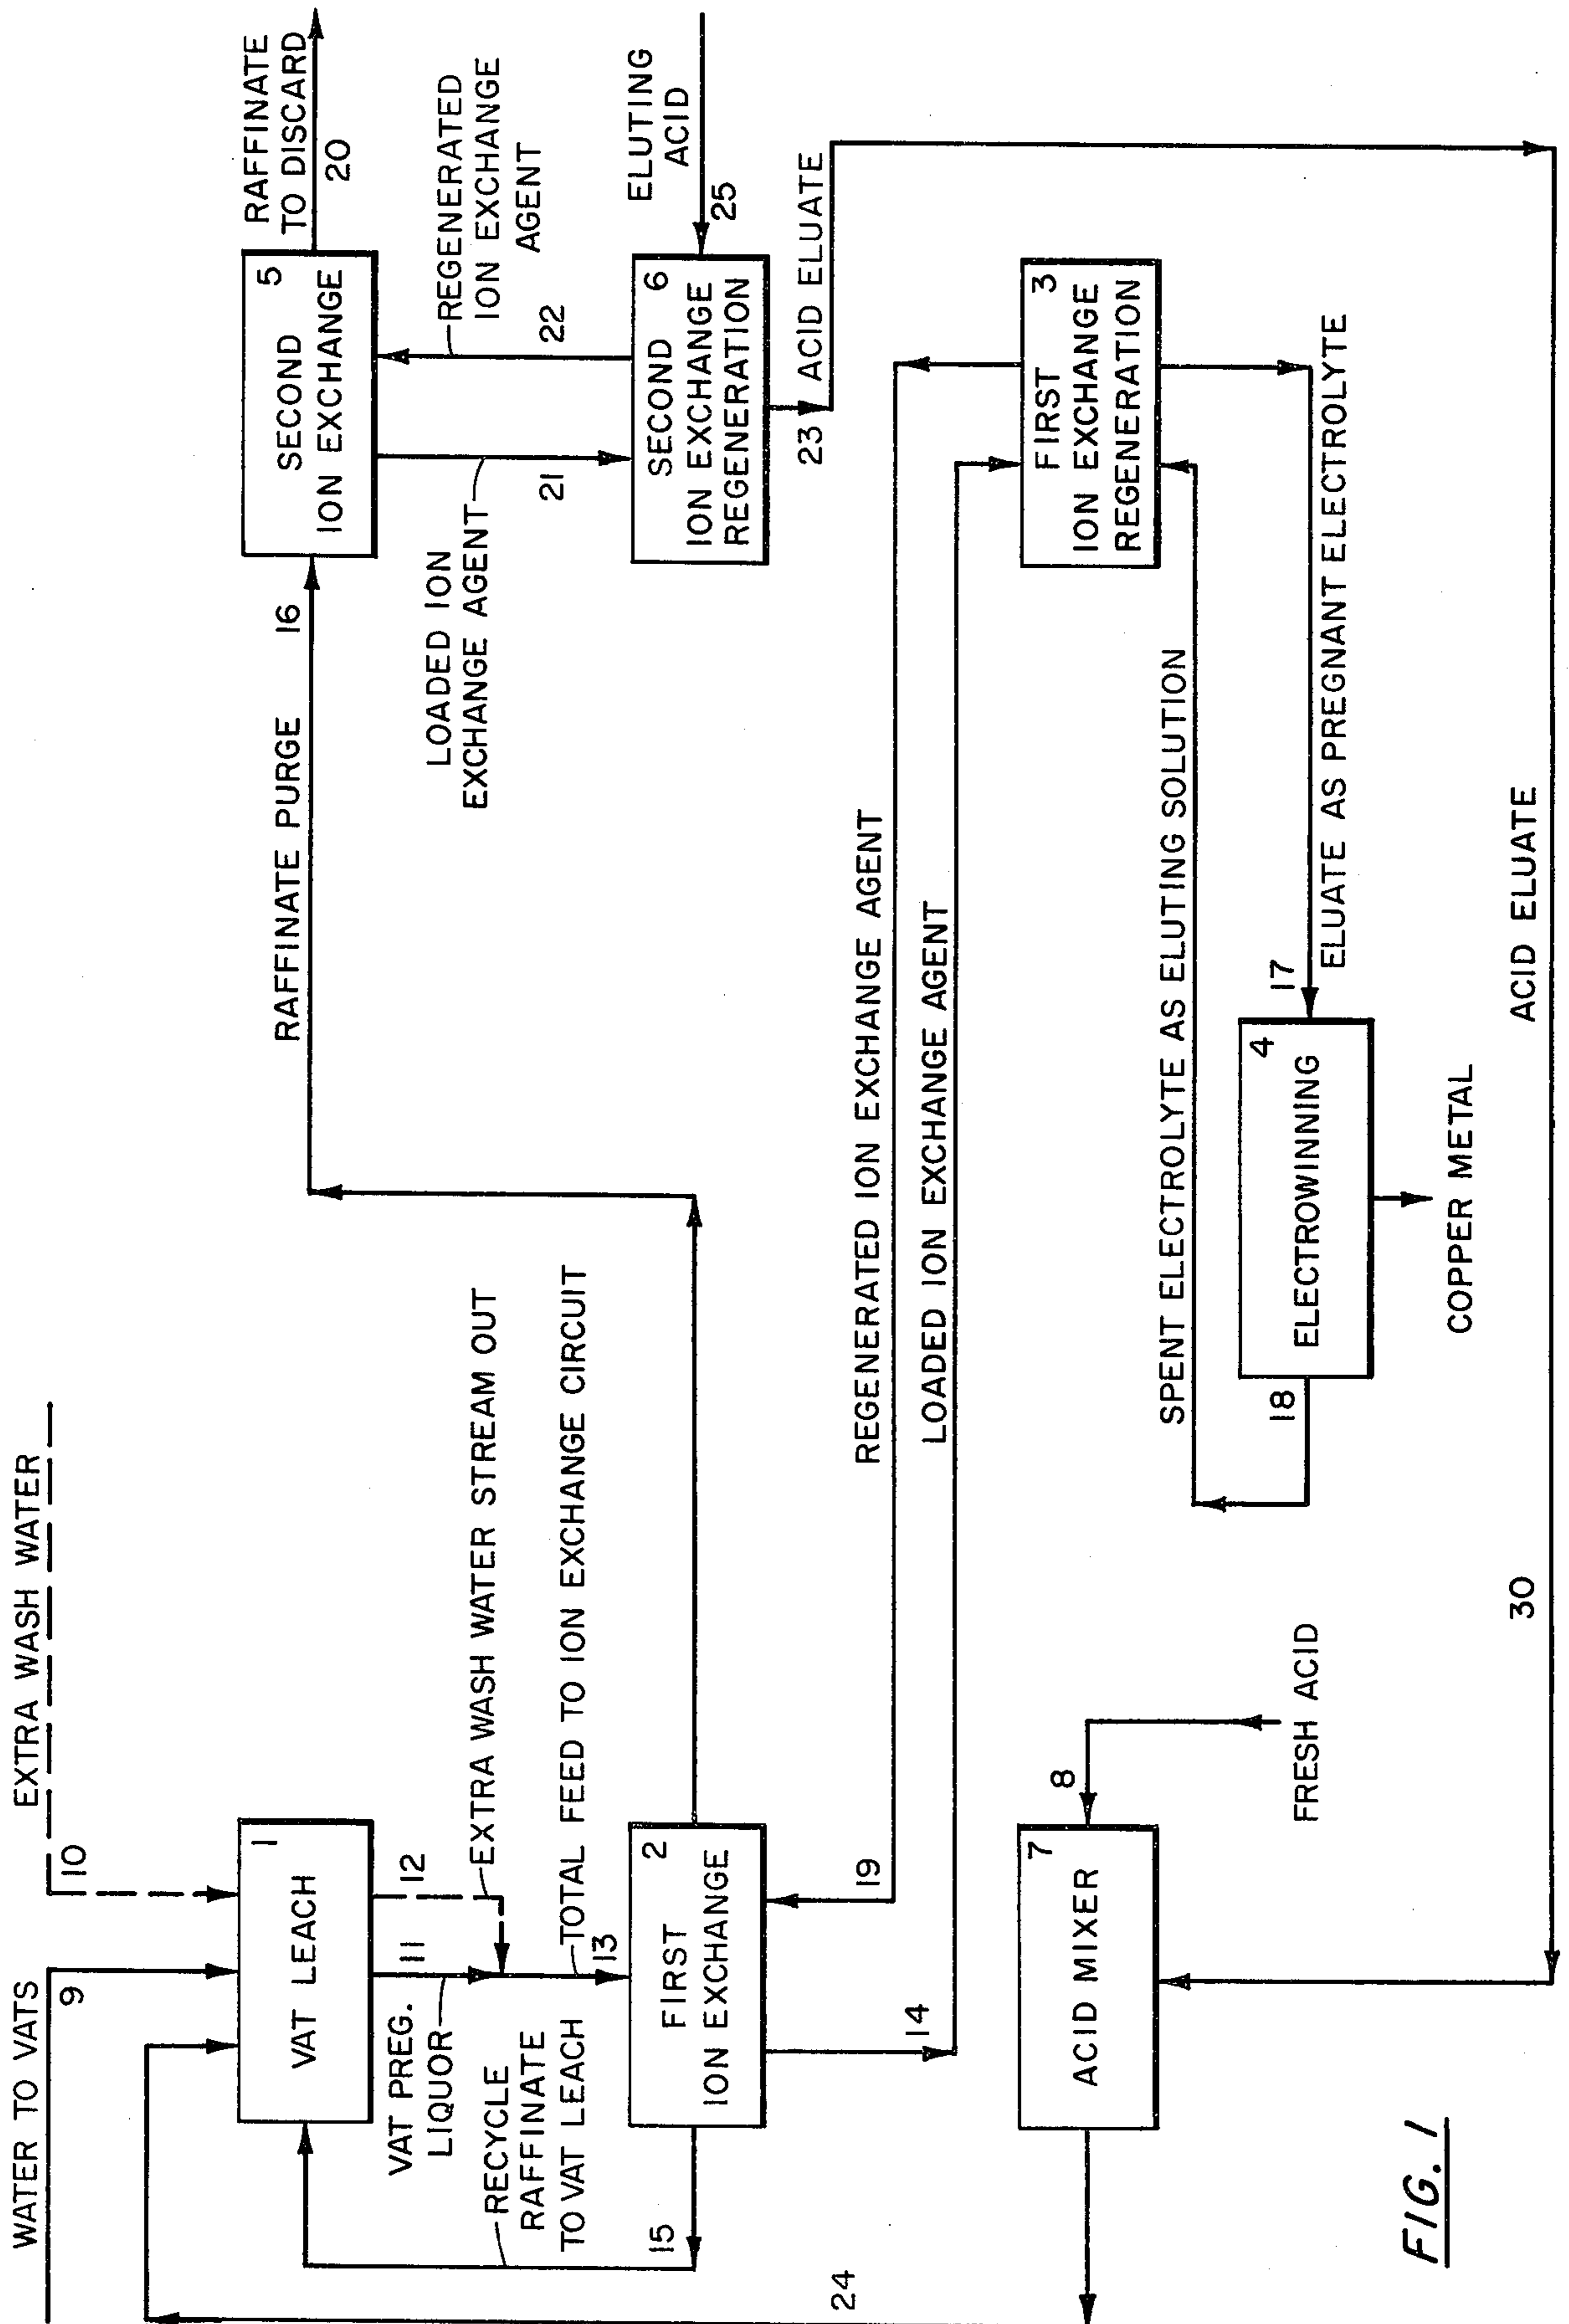 WATER TO VATS
9
EXTRA WASH WATER
10
1
VAT LEACH
11
12
VAT PREG.
LIQUOR
EXTRA WASH WATER STREAM OUT
RECYCLE
RAFFINATE
TO VAT LEACH
TOTAL FEED TO ION EXCHANGE CIRCUIT
13
15
2
FIRST
ION EXCHANGE
14
19
24
RAFFINATE PURGE
16
5
SECOND
ION EXCHANGE
RAFFINATE
TO DISCARD
20
LOADED ION
EXCHANGE AGENT
21
22
REGENERATED
ION EXCHANGE
AGENT
6
SECOND
ION EXCHANGE
REGENERATION
ELUTING
ACID
25
23
ACID ELUATE
REGENERATED ION EXCHANGE AGENT
LOADED ION EXCHANGE AGENT
3
FIRST
ION EXCHANGE
REGENERATION
SPENT ELECTROLYTE AS ELUTING SOLUTION
18
4
ELECTROWINNING
17
ELUATE AS PREGNANT ELECTROLYTE
COPPER METAL
7
ACID MIXER
8
FRESH ACID
30
ACID ELUATE
FIG. 1